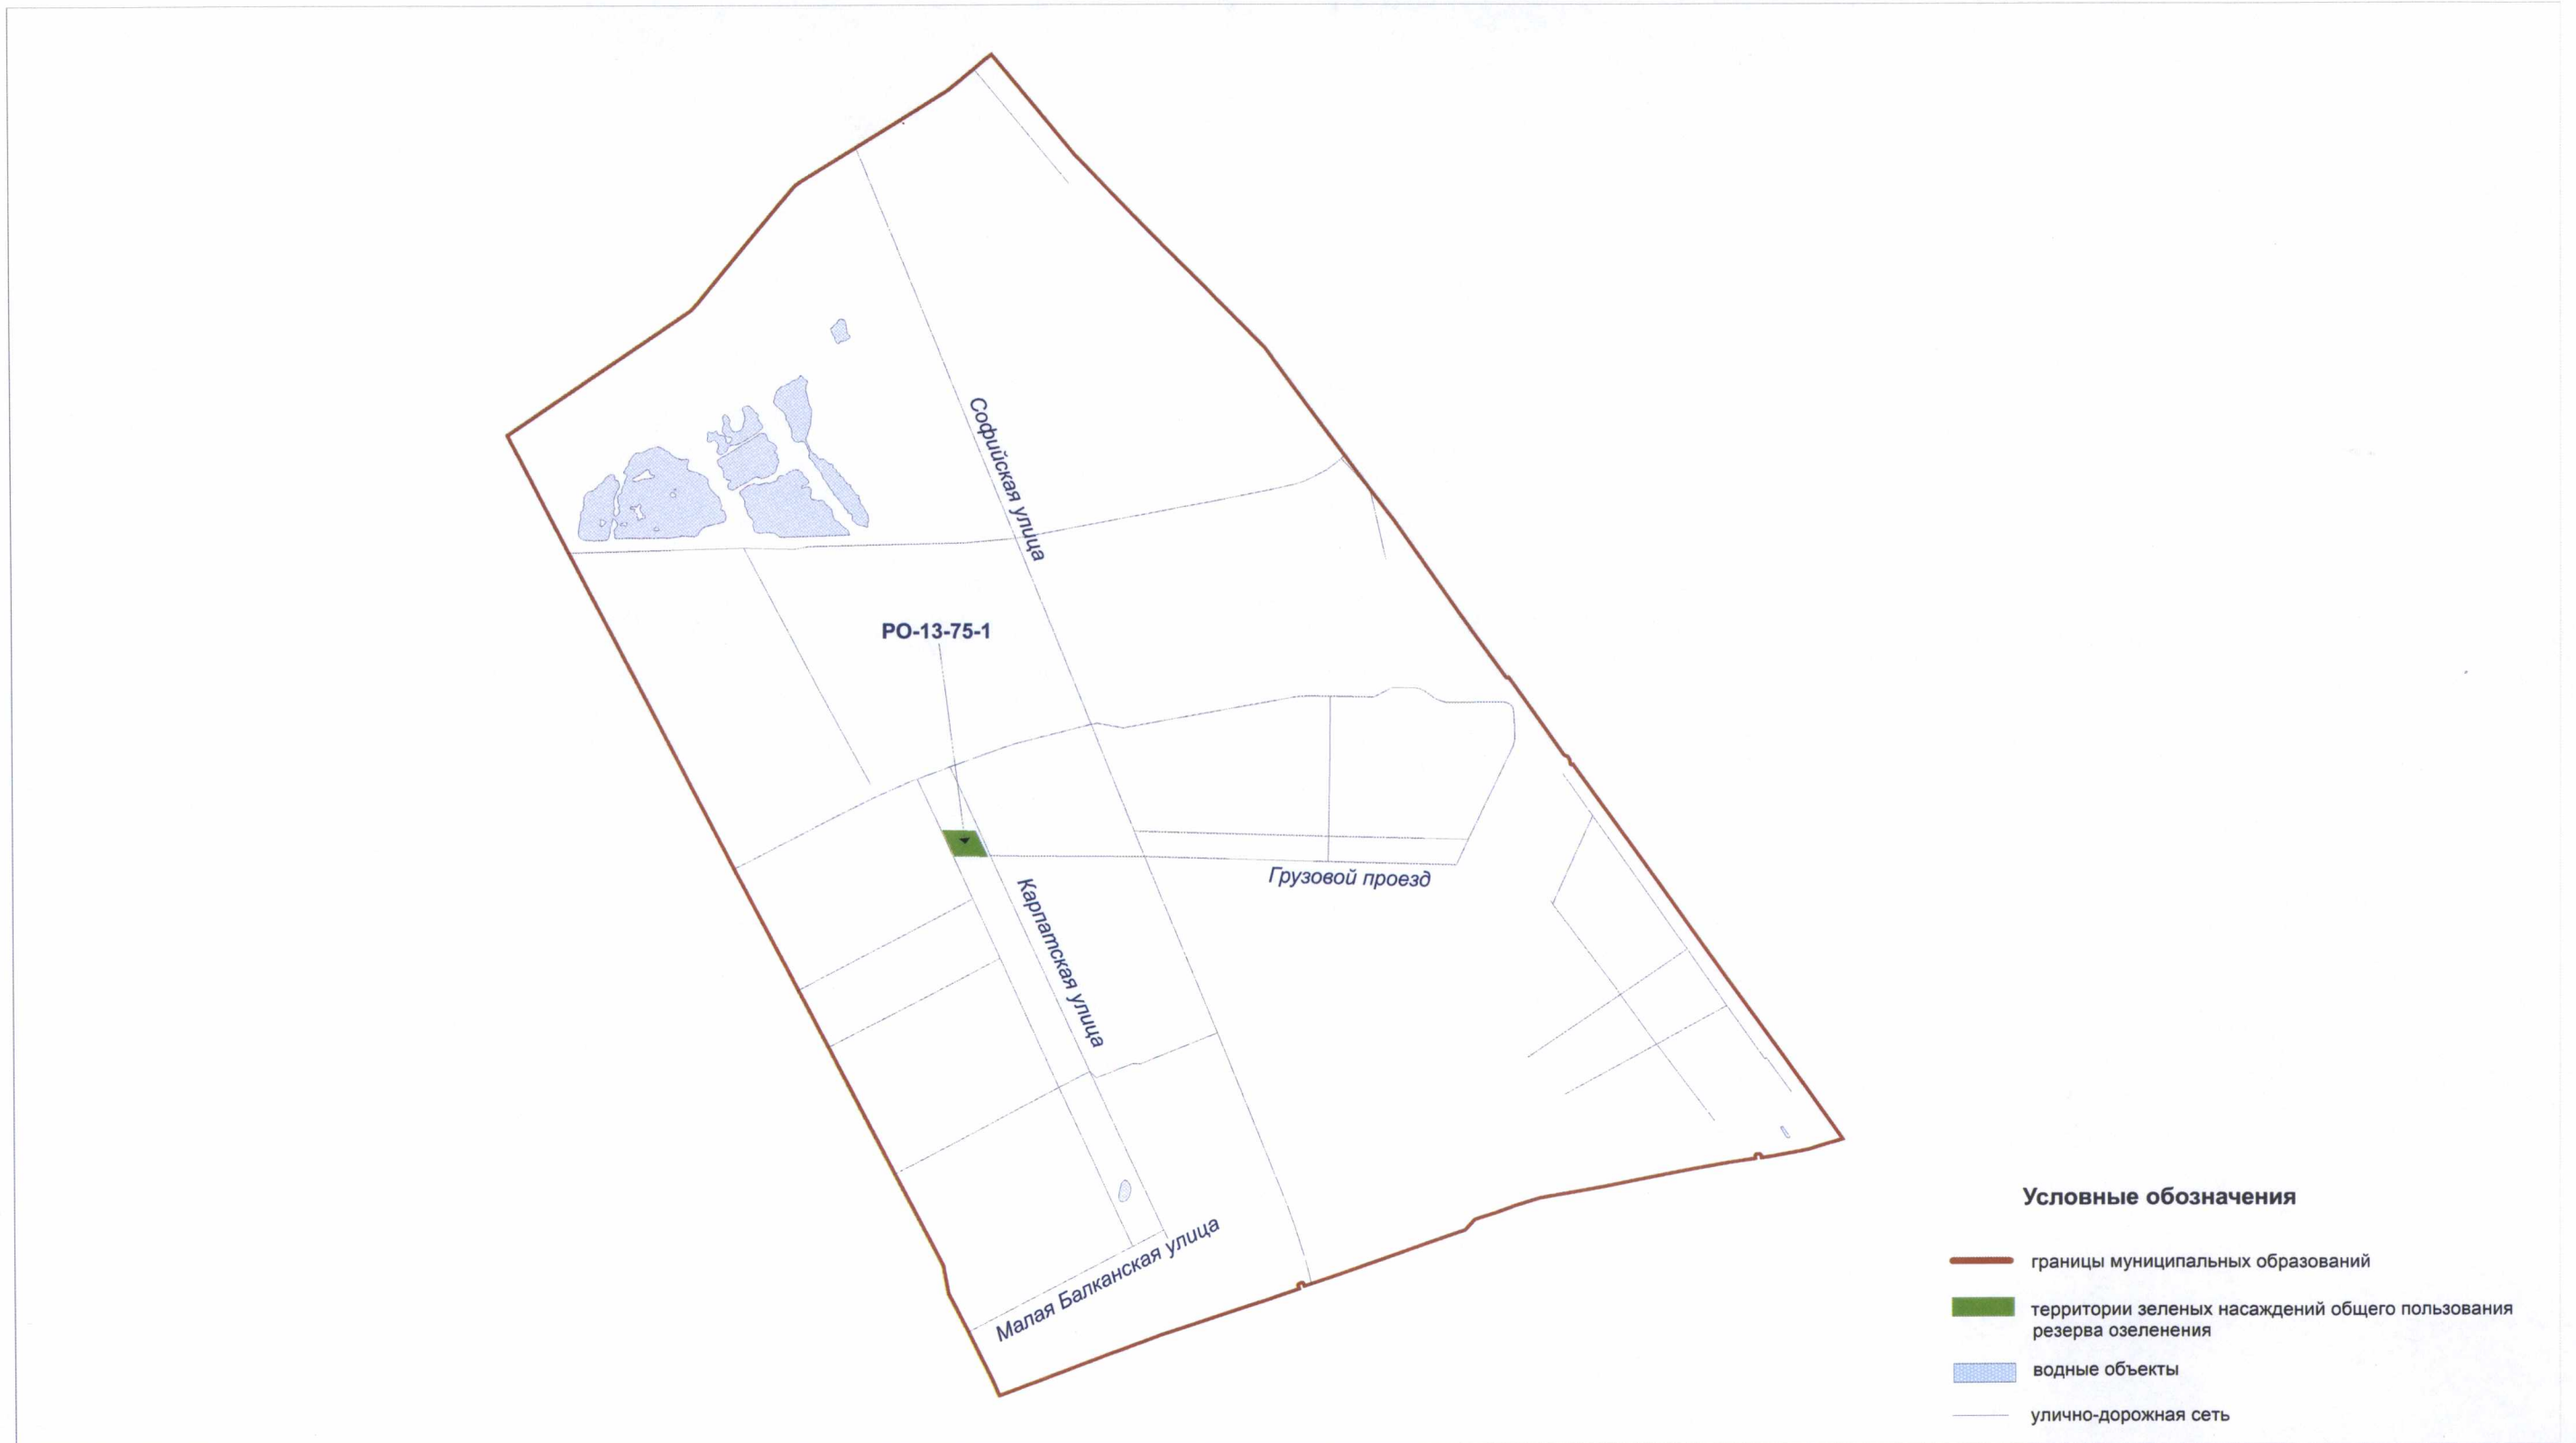 Софийская улица
РО-13-75-1
Грузовой проезд
Карпатская улица
Малая Балканская улица
Условные обозначения
границы муниципальных образований
территории зеленых насаждений общего пользования
резерва озеленения
водные объекты
улично-дорожная сеть